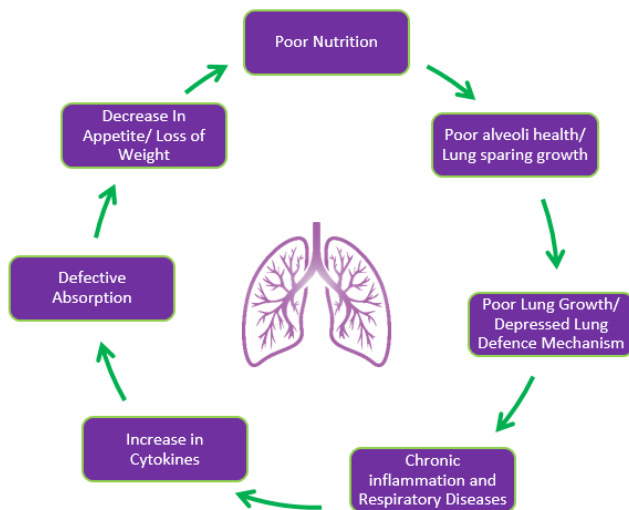 Poor Nutrition
Poor alveoli health/
Lung sparing growth
Poor Lung Growth/
Depressed Lung
Defence Mechanism
Chronic
inflammation and
Respiratory Diseases
Increase in
Cytokines
Defective
Absorption
Decrease In
Appetite/ Loss of
Weight